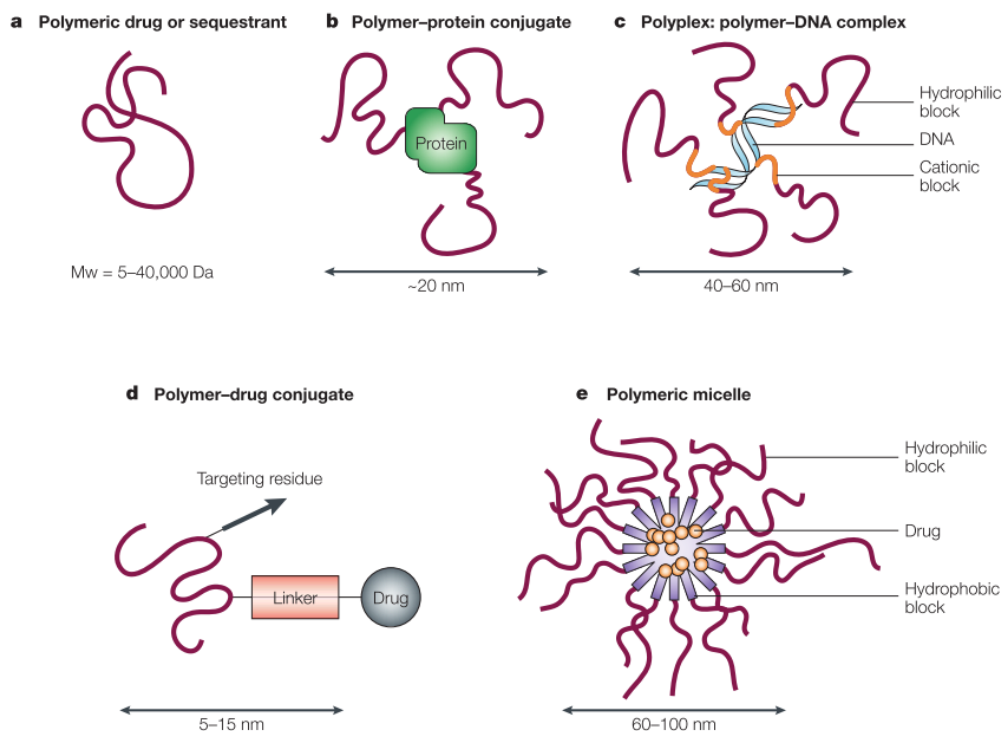 a Polymeric drug or sequestrant
b Polymer–protein conjugate
c Polyplex: polymer–DNA complex
Protein
Hydrophilic
block
DNA
Cationic
block
Mw = 5–40,000 Da
~20 nm
40–60 nm
d Polymer–drug conjugate
e Polymeric micelle
Targeting residue
Linker
Drug
Hydrophilic
block
Drug
Hydrophobic
block
5–15 nm
60–100 nm